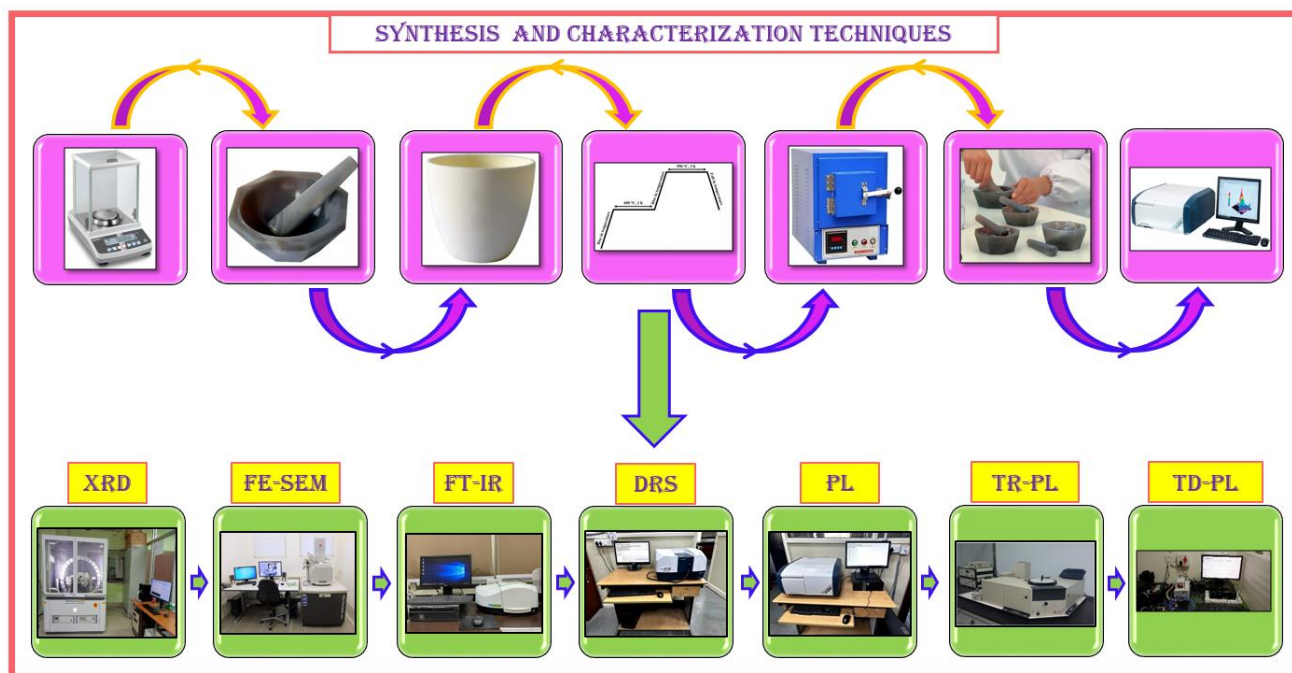 SYNTHESIS AND CHARACTERIZATION TECHNIQUES
XRD
FE-SEM
FT-IR
DRS
PL
TR-PL
TD-PL